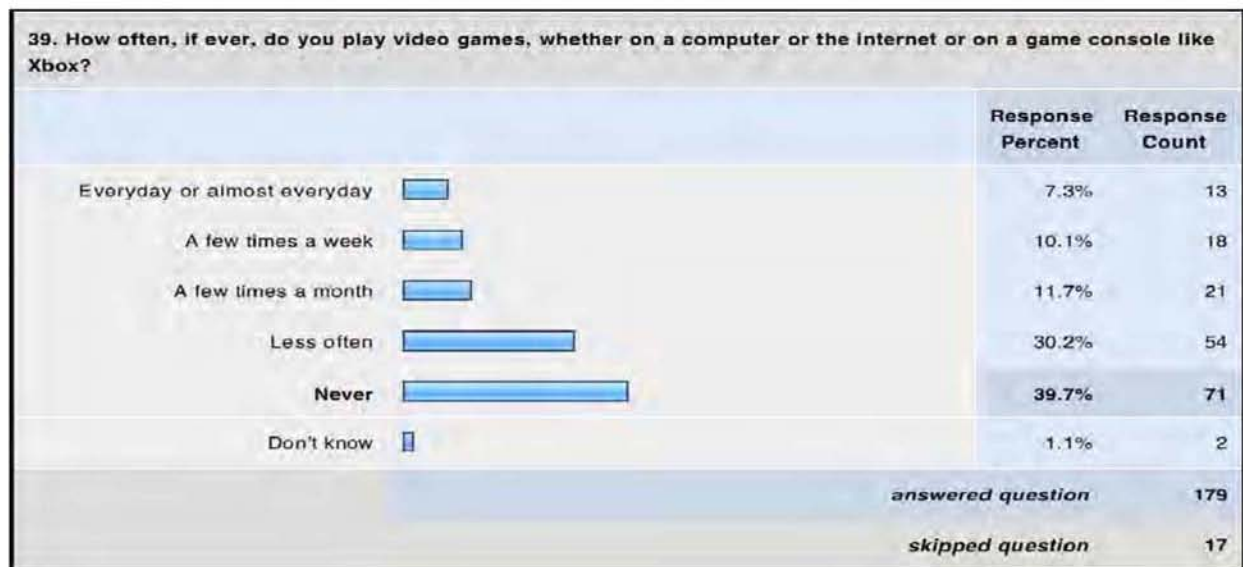 39. How often, if ever, do you play video games, whether on a computer or the Internet or on a game console like
Xbox?
Response Percent Response Count
Everyday or almost everyday 7.3% 13
A few times a week 10.1% 18
A few times a month 11.7% 21
Less often 30.2% 54
Never 39.7% 71
Don't know 1.1% 2
answered question 179
skipped question 17